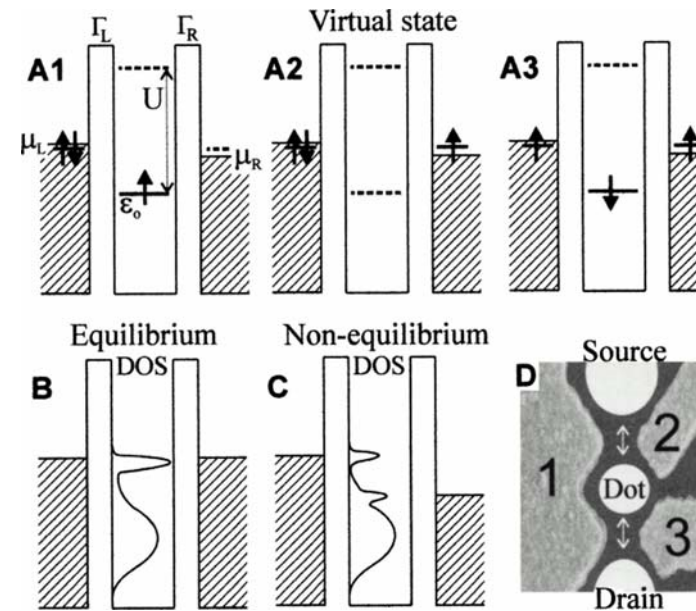 Γ_L Γ_R Virtual state
A1 A2 A3
U
μ_L μ_R
ε_o
Equilibrium Non-equilibrium Source
B DOS C DOS D
2
1 Dot
3
Drain